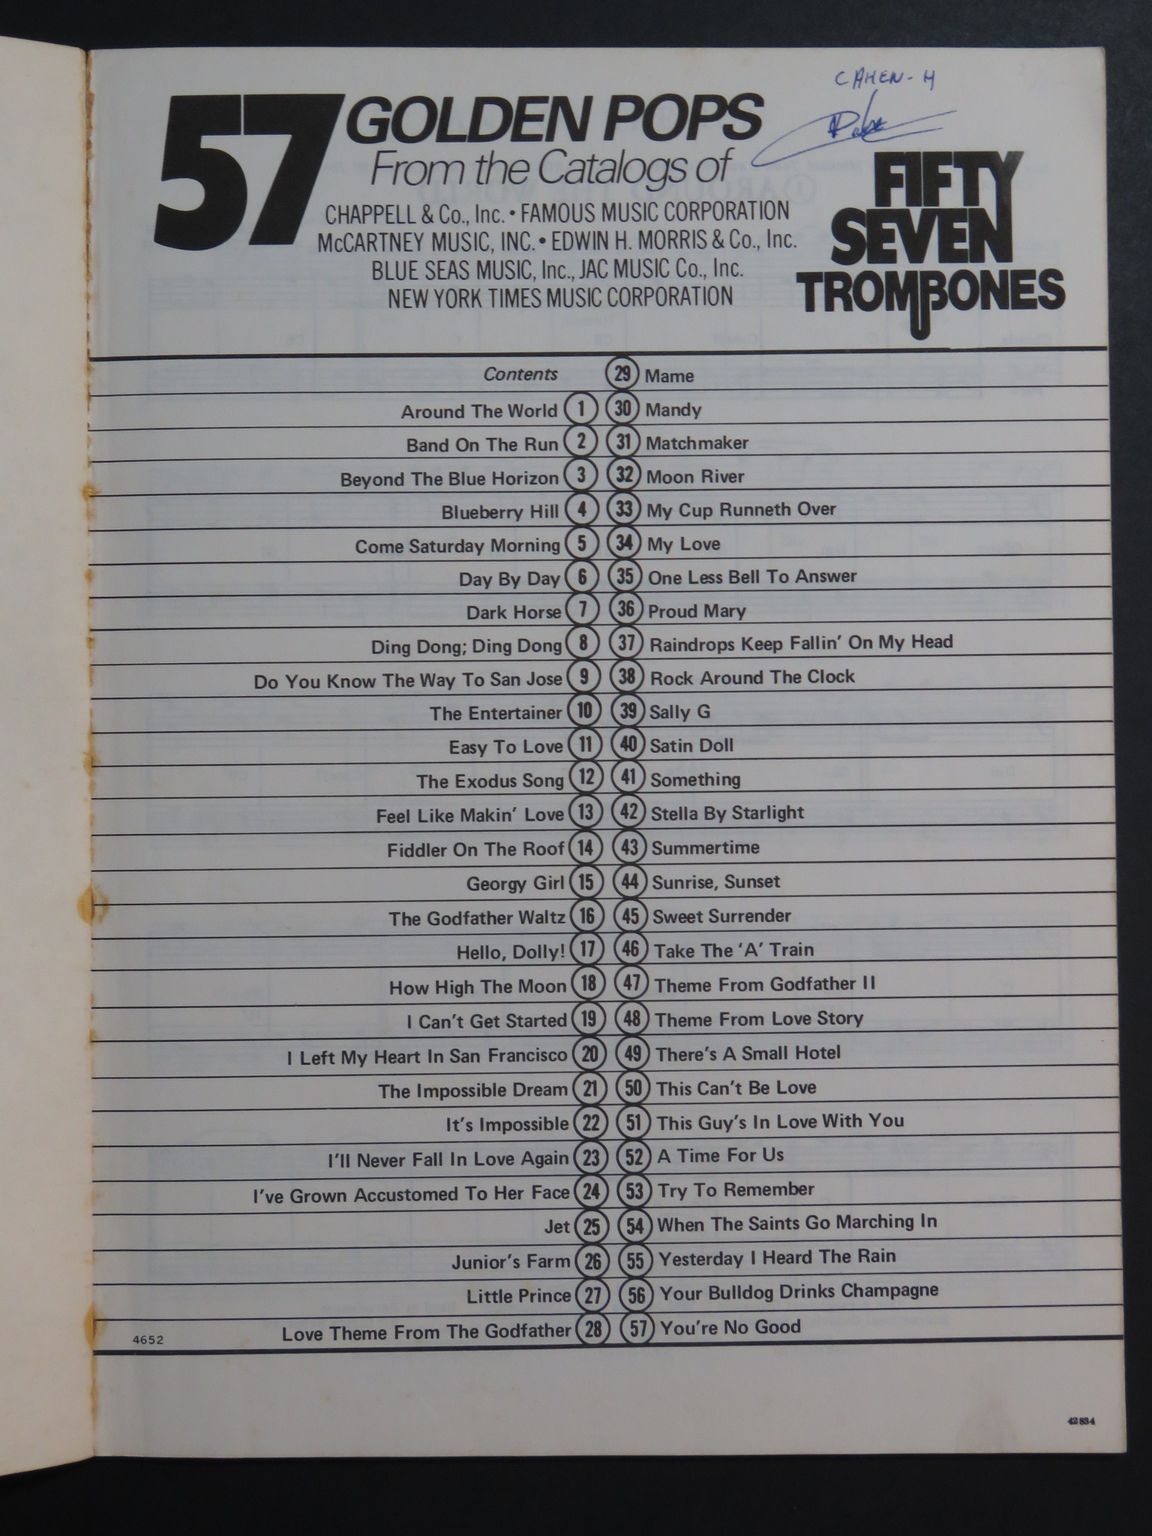 CAHEN-H
57 GOLDEN POPS
From the Catalogs of
CHAPPELL & Co., Inc. • FAMOUS MUSIC CORPORATION
McCARTNEY MUSIC, INC. • EDWIN H. MORRIS & Co., Inc.
BLUE SEAS MUSIC, Inc., JAC MUSIC Co., Inc.
NEW YORK TIMES MUSIC CORPORATION
FIFTY
SEVEN
TROMBONES
Contents
Around The World 1
Band On The Run 2
Beyond The Blue Horizon 3
Blueberry Hill 4
Come Saturday Morning 5
Day By Day 6
Dark Horse 7
Ding Dong; Ding Dong 8
Do You Know The Way To San Jose 9
The Entertainer 10
Easy To Love 11
The Exodus Song 12
Feel Like Makin' Love 13
Fiddler On The Roof 14
Georgy Girl 15
The Godfather Waltz 16
Hello, Dolly! 17
How High The Moon 18
I Can't Get Started 19
I Left My Heart In San Francisco 20
The Impossible Dream 21
It's Impossible 22
I'll Never Fall In Love Again 23
I've Grown Accustomed To Her Face 24
Jet 25
Junior's Farm 26
Little Prince 27
Love Theme From The Godfather 28
29 Mame
30 Mandy
31 Matchmaker
32 Moon River
33 My Cup Runneth Over
34 My Love
35 One Less Bell To Answer
36 Proud Mary
37 Raindrops Keep Fallin' On My Head
38 Rock Around The Clock
39 Sally G
40 Satin Doll
41 Something
42 Stella By Starlight
43 Summertime
44 Sunrise, Sunset
45 Sweet Surrender
46 Take The 'A' Train
47 Theme From Godfather II
48 Theme From Love Story
49 There's A Small Hotel
50 This Can't Be Love
51 This Guy's In Love With You
52 A Time For Us
53 Try To Remember
54 When The Saints Go Marching In
55 Yesterday I Heard The Rain
56 Your Bulldog Drinks Champagne
57 You're No Good
4652
42834